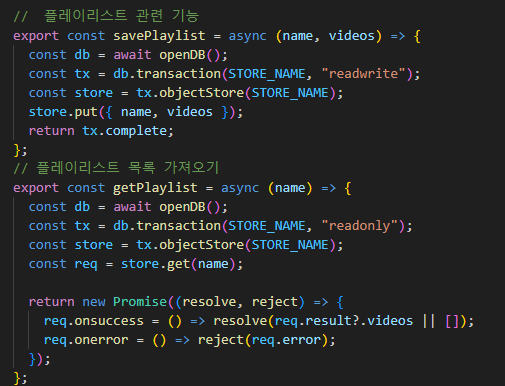 //  플레이리스트 관련 기능
export const savePlaylist = async (name, videos) => {
  const db = await openDB();
  const tx = db.transaction(STORE_NAME, "readwrite");
  const store = tx.objectStore(STORE_NAME);
  store.put({ name, videos });
  return tx.complete;
};
// 플레이리스트 목록 가져오기
export const getPlaylist = async (name) => {
  const db = await openDB();
  const tx = db.transaction(STORE_NAME, "readonly");
  const store = tx.objectStore(STORE_NAME);
  const req = store.get(name);

  return new Promise((resolve, reject) => {
    req.onsuccess = () => resolve(req.result?.videos || []);
    req.onerror = () => reject(req.error);
  });
};